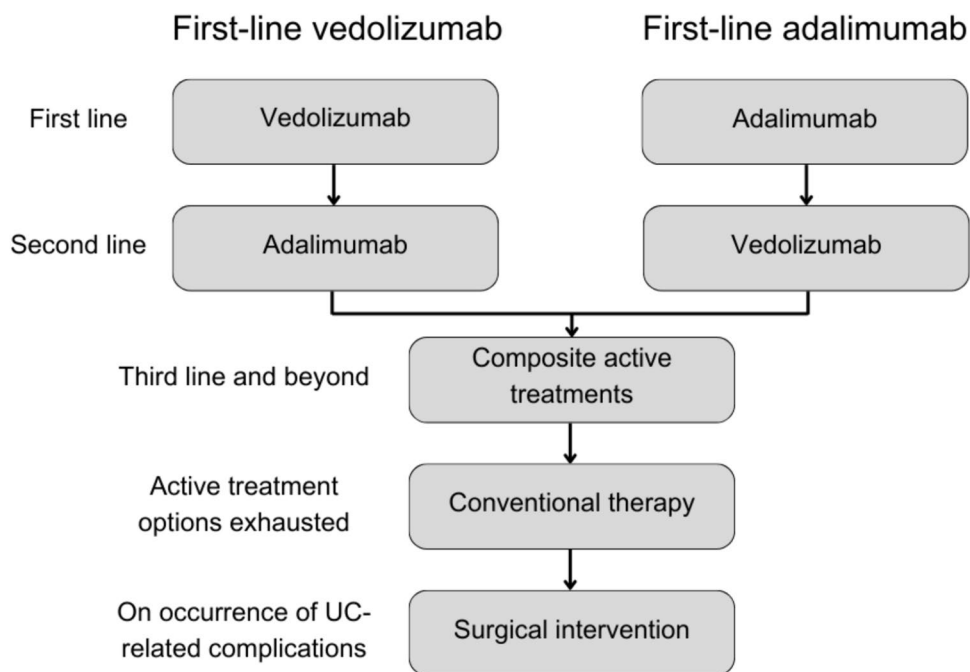 First-line vedolizumab
First-line adalimumab
First line
Vedolizumab
Adalimumab
Second line
Adalimumab
Vedolizumab
Third line and beyond
Composite active
treatments
Active treatment
options exhausted
Conventional therapy
On occurrence of UC-
related complications
Surgical intervention